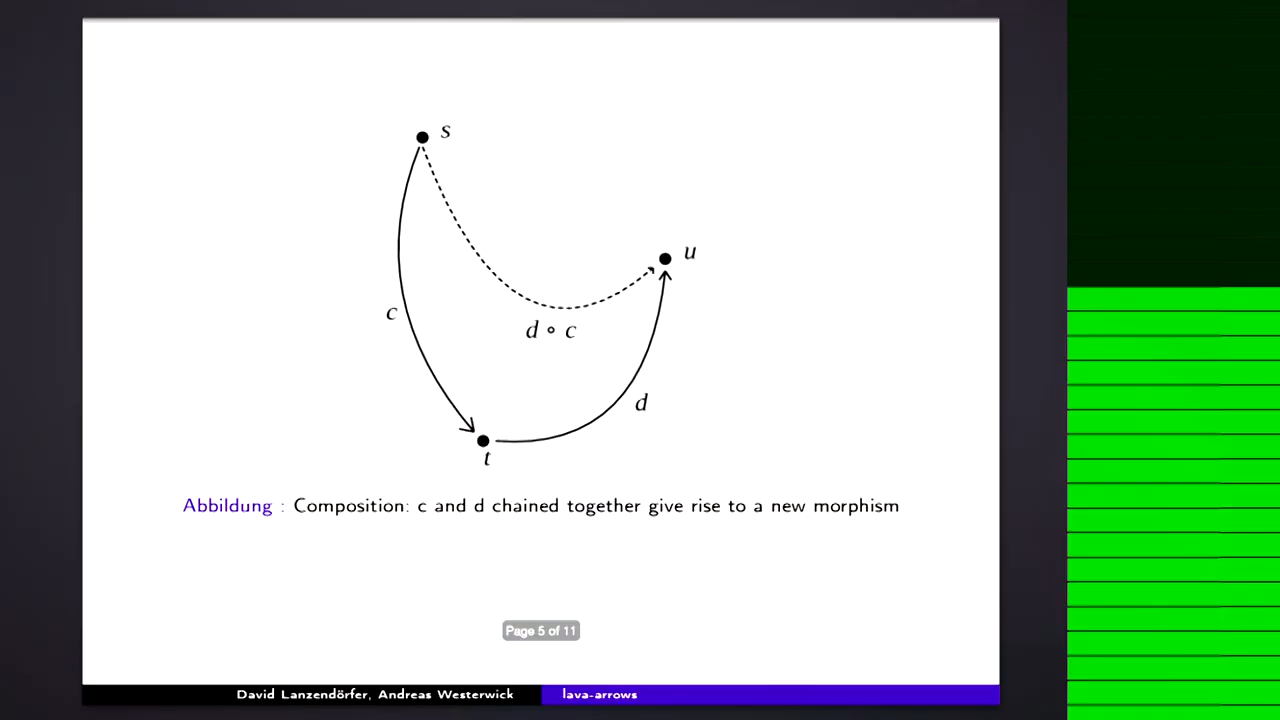 s
u
c
d ∘ c
d
t
Abbildung : Composition: c and d chained together give rise to a new morphism
Page 5 of 11
David Lanzendörfer, Andreas Westerwick lava-arrows